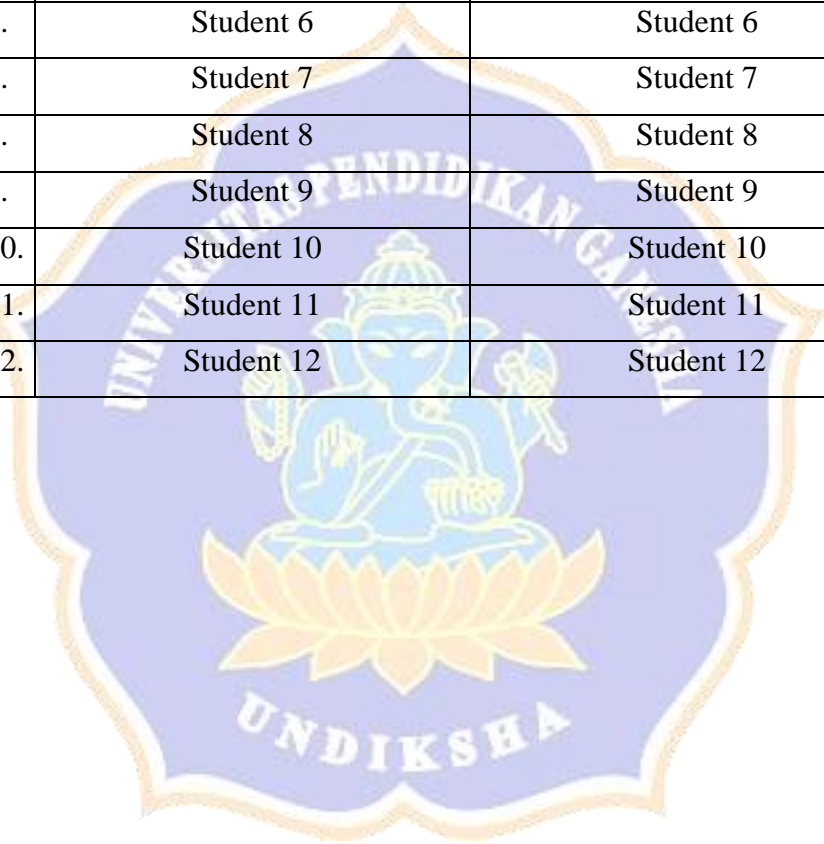 . Student 6 Student 6
. Student 7 Student 7
. Student 8 Student 8
. Student 9 Student 9
0. Student 10 Student 10
1. Student 11 Student 11
2. Student 12 Student 12
UNIVERSITAS PENDIDIKAN GANESHA
UNDIKSHA